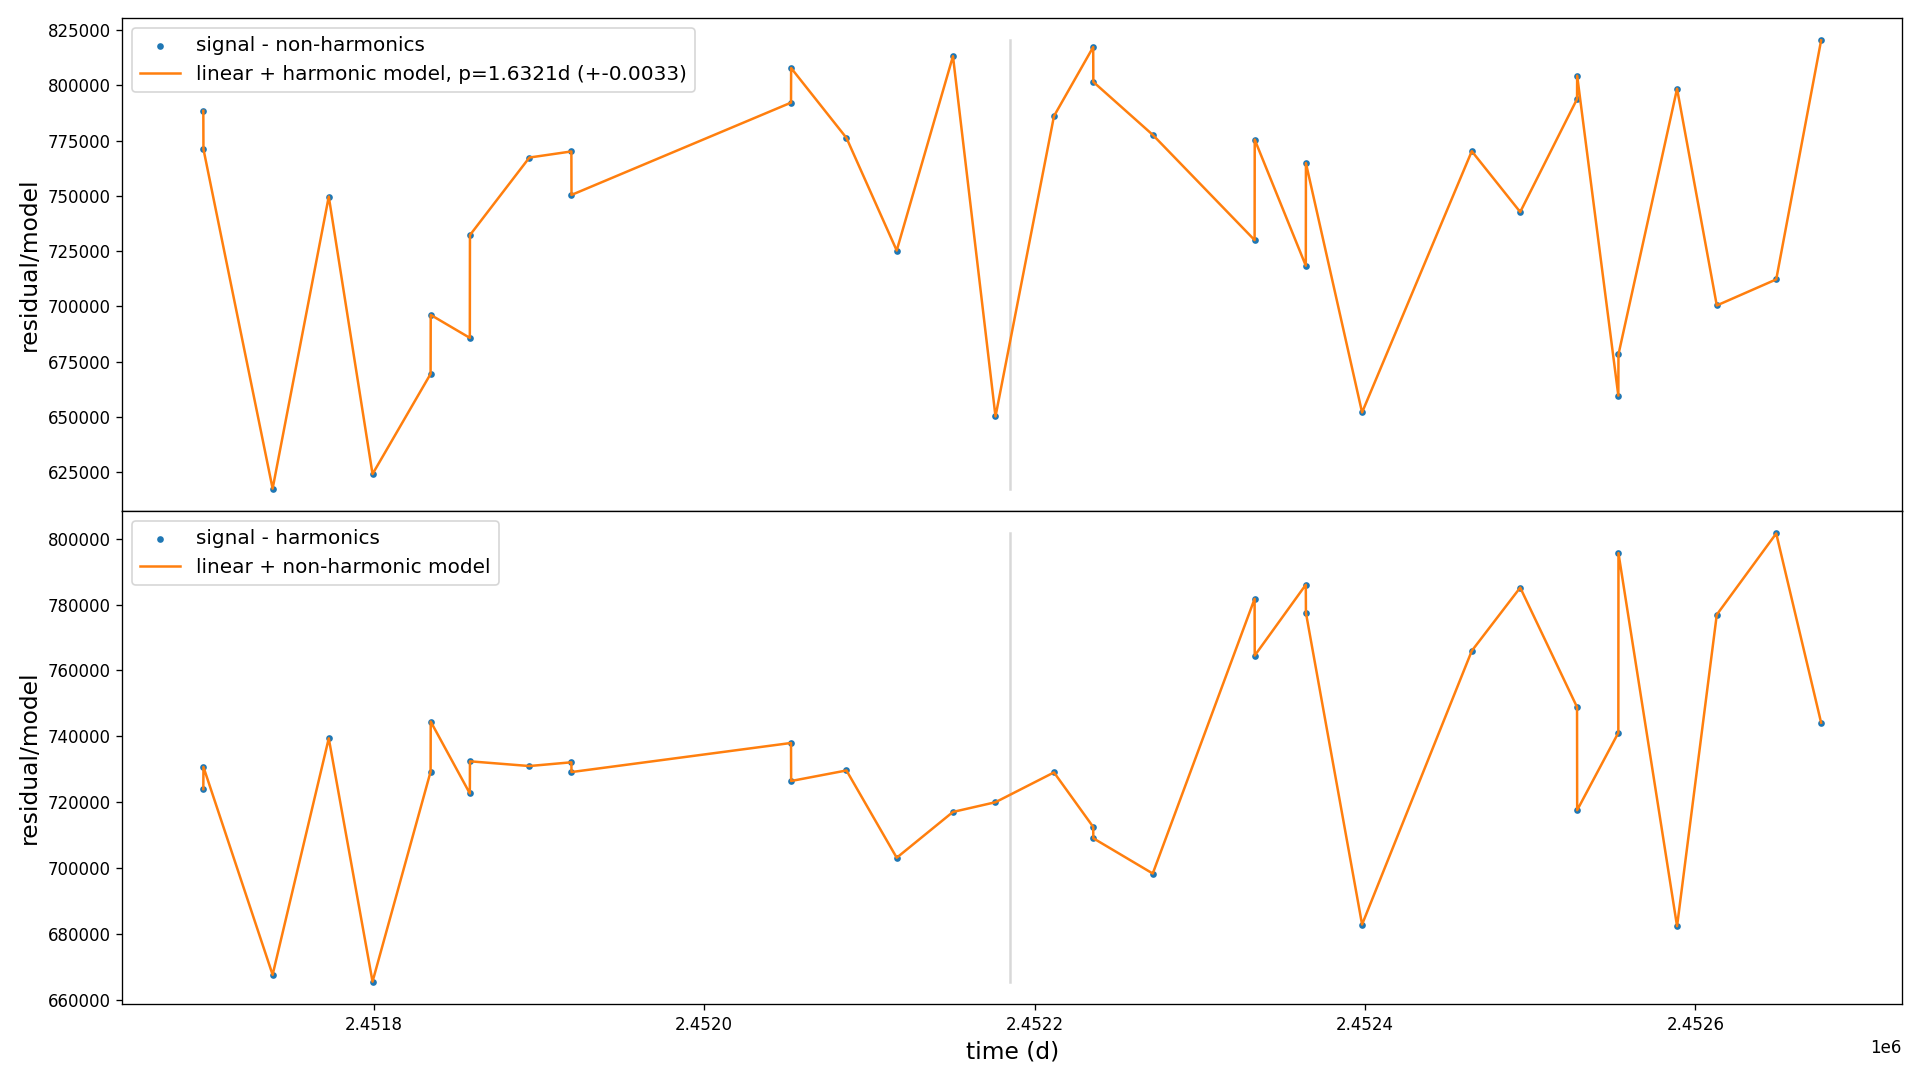 825000
800000
775000
750000
725000
700000
675000
650000
625000
residual/model
signal - non-harmonics
linear + harmonic model, p=1.6321d (+-0.0033)
800000
780000
760000
740000
720000
700000
680000
660000
residual/model
signal - harmonics
linear + non-harmonic model
2.4518
2.4520
2.4522
2.4524
2.4526
1e6
time (d)